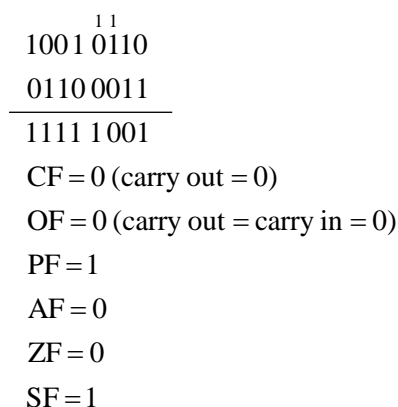 1 1
1001 0110
0110 0011
1111 1001
CF = 0 (carry out = 0)
OF = 0 (carry out = carry in = 0)
PF = 1
AF = 0
ZF = 0
SF = 1